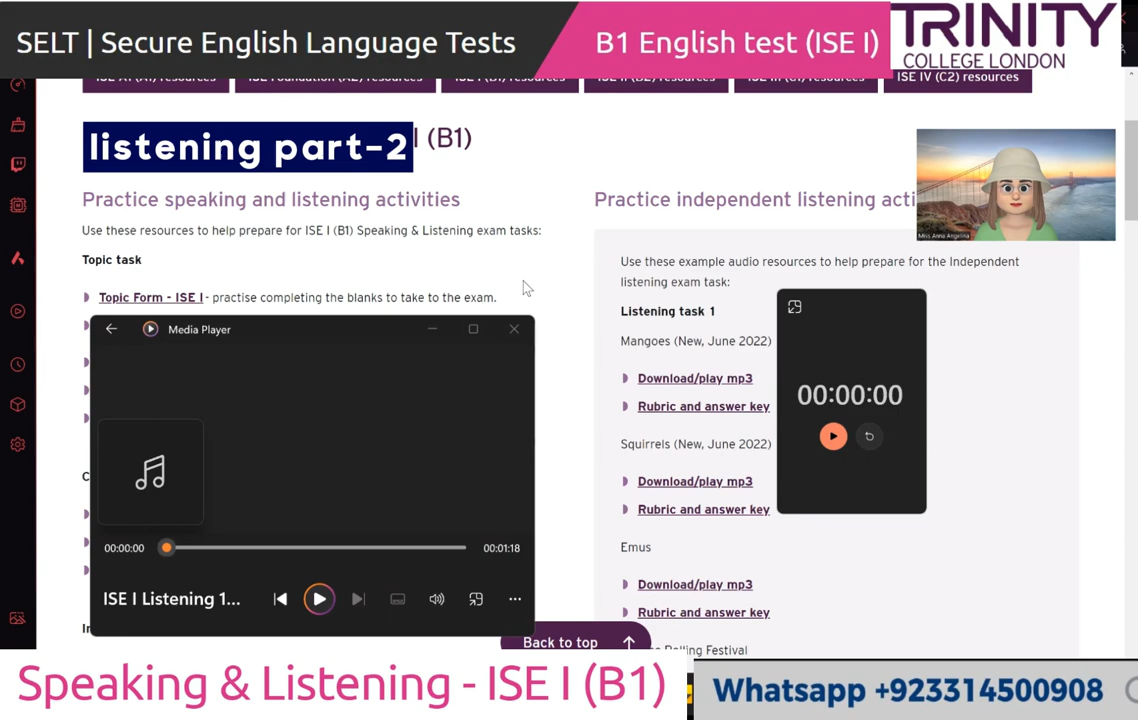 SELT | Secure English Language Tests
B1 English test (ISE I)
TRINITY
COLLEGE LONDON
ISE IV (C2) resources
listening part-2
I (B1)
Practice speaking and listening activities
Use these resources to help prepare for ISE I (B1) Speaking & Listening exam tasks:
Topic task
Topic Form - ISE I - practise completing the blanks to take to the exam.
Media Player
00:00:00
00:01:18
ISE I Listening 1...
Back to top
Practice independent listening acti
Miss Anna Angelina
Use these example audio resources to help prepare for the Independent
listening exam task:
Listening task 1
Mangoes (New, June 2022)
Download/play mp3
Rubric and answer key
Squirrels (New, June 2022)
Download/play mp3
Rubric and answer key
Emus
Download/play mp3
Rubric and answer key
Rolling Festival
00:00:00
Speaking & Listening - ISE I (B1)
Whatsapp +923314500908